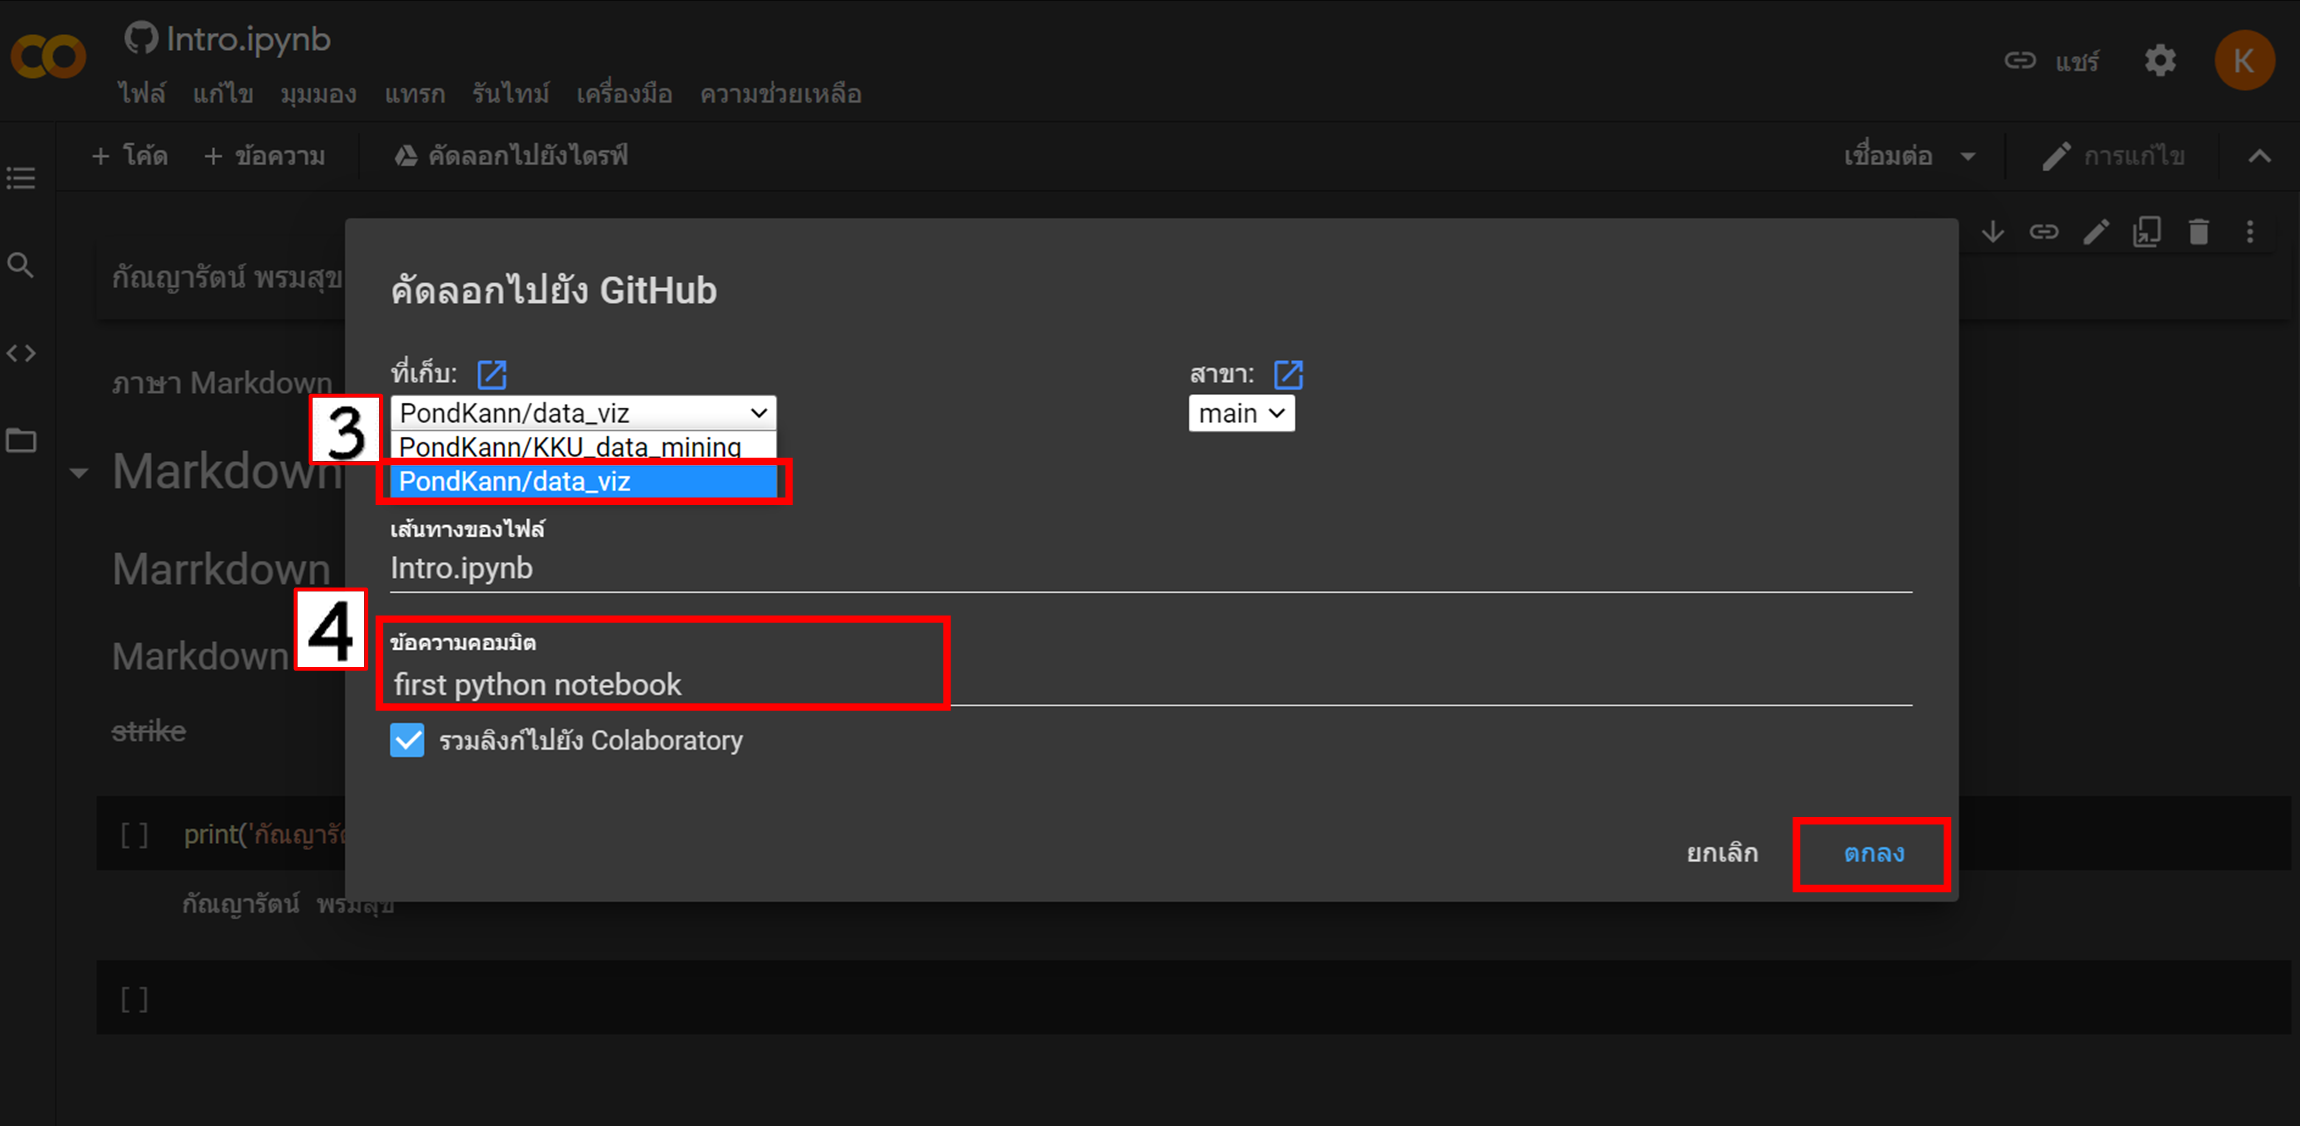 Intro.ipynb
ไฟล์ แก้ไข มุมมอง แทรก รันไทม์ เครื่องมือ ความช่วยเหลือ
แชร์
K
+ โค้ด + ข้อความ คัดลอกไปยังไดรฟ์
เชื่อมต่อ
การแก้ไข
กัณญารัตน์ พรมสุข
ภาษา Markdown
Markdown
Marrkdown
Markdown
strike
คัดลอกไปยัง GitHub
ที่เก็บ:
สาขา:
PondKann/data_viz
main
3
PondKann/KKU_data_mining
PondKann/data_viz
เส้นทางของไฟล์
Intro.ipynb
4
ข้อความคอมมิต
first python notebook
รวมลิงก์ไปยัง Colaboratory
ยกเลิก
ตกลง
[ ] print('กัณญารัต
กัณญารัตน์ พรมสุข
[ ]